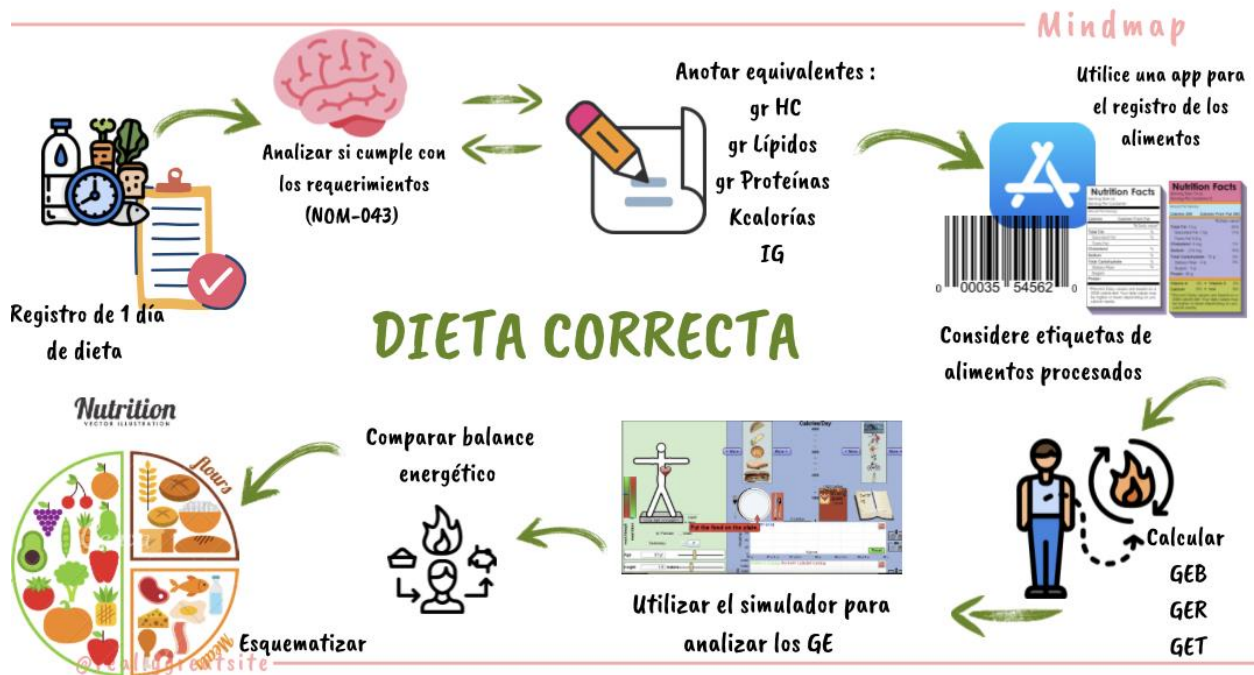 Mindmap
Anotar equivalentes :
gr HC
gr Lípidos
gr Proteínas
Kcalorías
IG
Utilice una app para
el registro de los
alimentos
Analizar si cumple con
los requerimientos
(NOM-043)
Nutrition Facts
Nutrition Facts
0 00035 54562 0
Registro de 1 día
de dieta
DIETA CORRECTA
Considere etiquetas de
alimentos procesados
Nutrition
VECTOR ILLUSTRATION
flours
Comparar balance
energético
Calories/Day
Put the food on the plate
Calcular
GEB
GER
GET
Utilizar el simulador para
analizar los GE
Esquematizar
@reallygreatsite